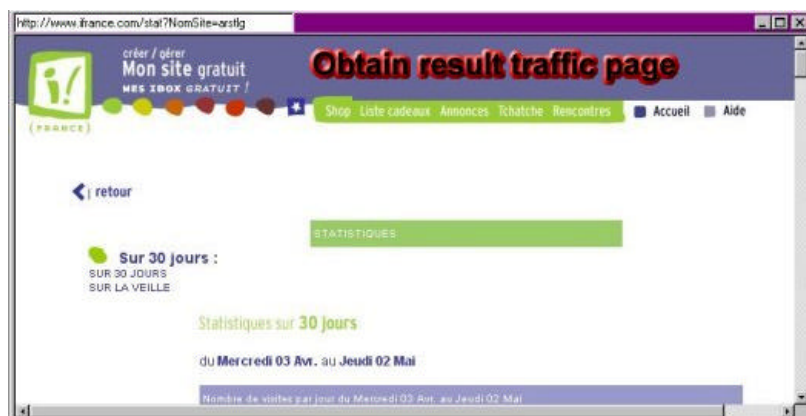 http://www.ifrance.com/stat?NomSite=arstlg
créer / gérer
Mon site gratuit
MES IBOX GRATUIT !
Obtain result traffic page
i!
(FRANCE)
Shop Liste cadeaux Annonces Tchatche Rencontres Accueil Aide
retour
STATISTIQUES
Sur 30 jours :
SUR 30 JOURS
SUR LA VEILLE
Statistiques sur 30 jours
du Mercredi 03 Avr. au Jeudi 02 Mai
Nombre de visites par jour du Mercredi 03 Avr. au Jeudi 02 Mai